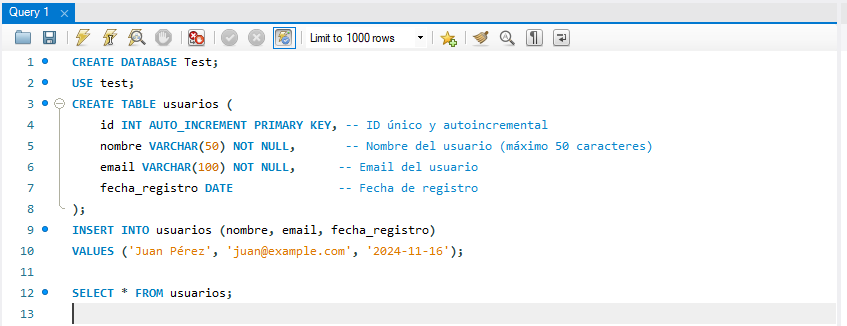 Query 1
Limit to 1000 rows
1 CREATE DATABASE Test;
2 USE test;
3 CREATE TABLE usuarios (
4 id INT AUTO_INCREMENT PRIMARY KEY, -- ID único y autoincremental
5 nombre VARCHAR(50) NOT NULL, -- Nombre del usuario (máximo 50 caracteres)
6 email VARCHAR(100) NOT NULL, -- Email del usuario
7 fecha_registro DATE -- Fecha de registro
8 );
9 INSERT INTO usuarios (nombre, email, fecha_registro)
10 VALUES ('Juan Pérez', 'juan@example.com', '2024-11-16');
11
12 SELECT * FROM usuarios;
13